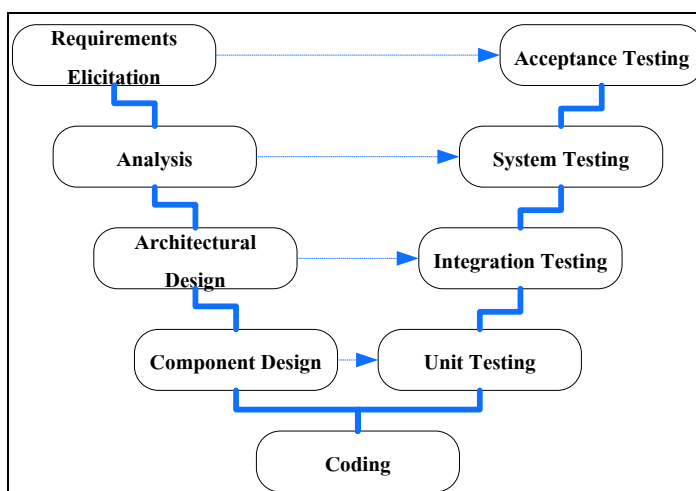 Requirements
Elicitation
Acceptance Testing
Analysis
System Testing
Architectural
Design
Integration Testing
Component Design
Unit Testing
Coding